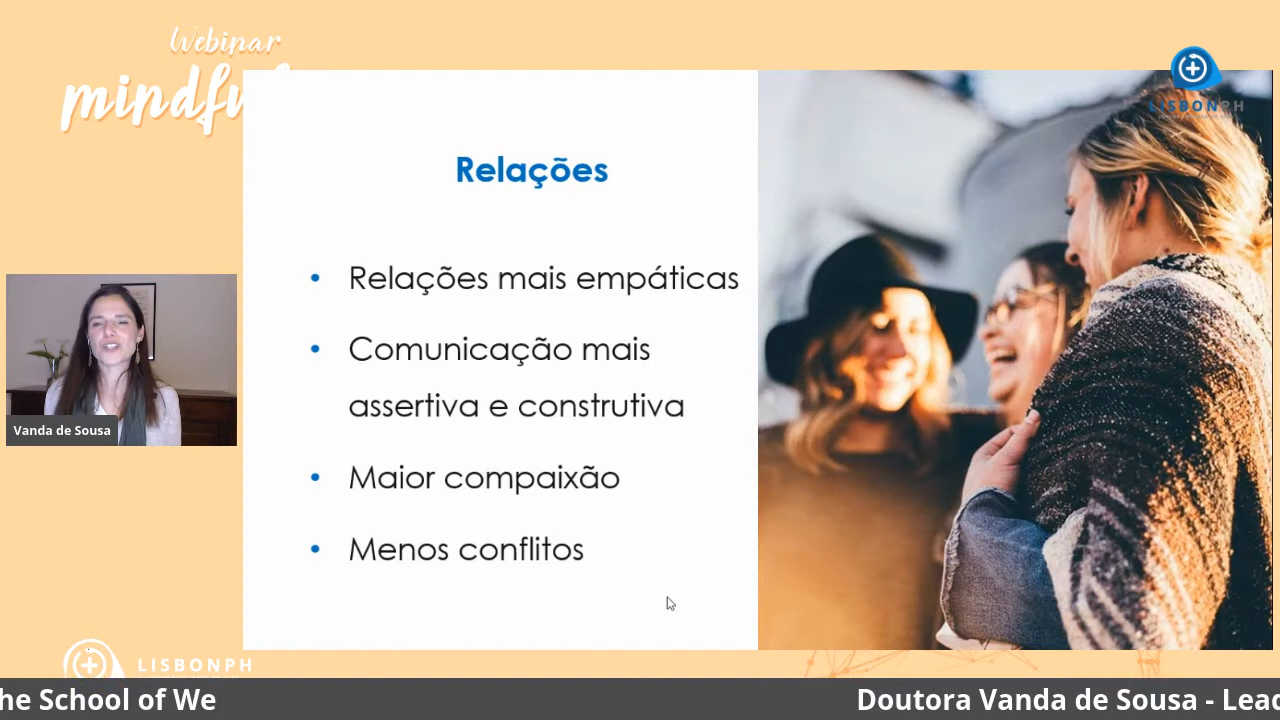 Webinar
mindful
LISBONPH
Relações
• Relações mais empáticas
• Comunicação mais
assertiva e construtiva
• Maior compaixão
• Menos conflitos
Vanda de Sousa
LISBONPH
he School of We
Doutora Vanda de Sousa - Lead